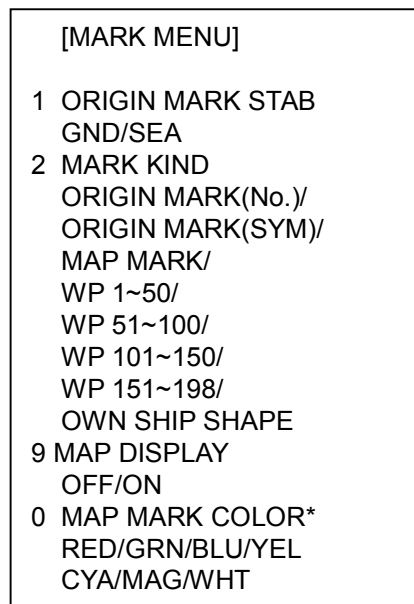 [MARK MENU]
1 ORIGIN MARK STAB
GND/SEA
2 MARK KIND
ORIGIN MARK(No.)/
ORIGIN MARK(SYM)/
MAP MARK/
WP 1~50/
WP 51~100/
WP 101~150/
WP 151~198/
OWN SHIP SHAPE
9 MAP DISPLAY
OFF/ON
0 MAP MARK COLOR*
RED/GRN/BLU/YEL
CYA/MAG/WHT